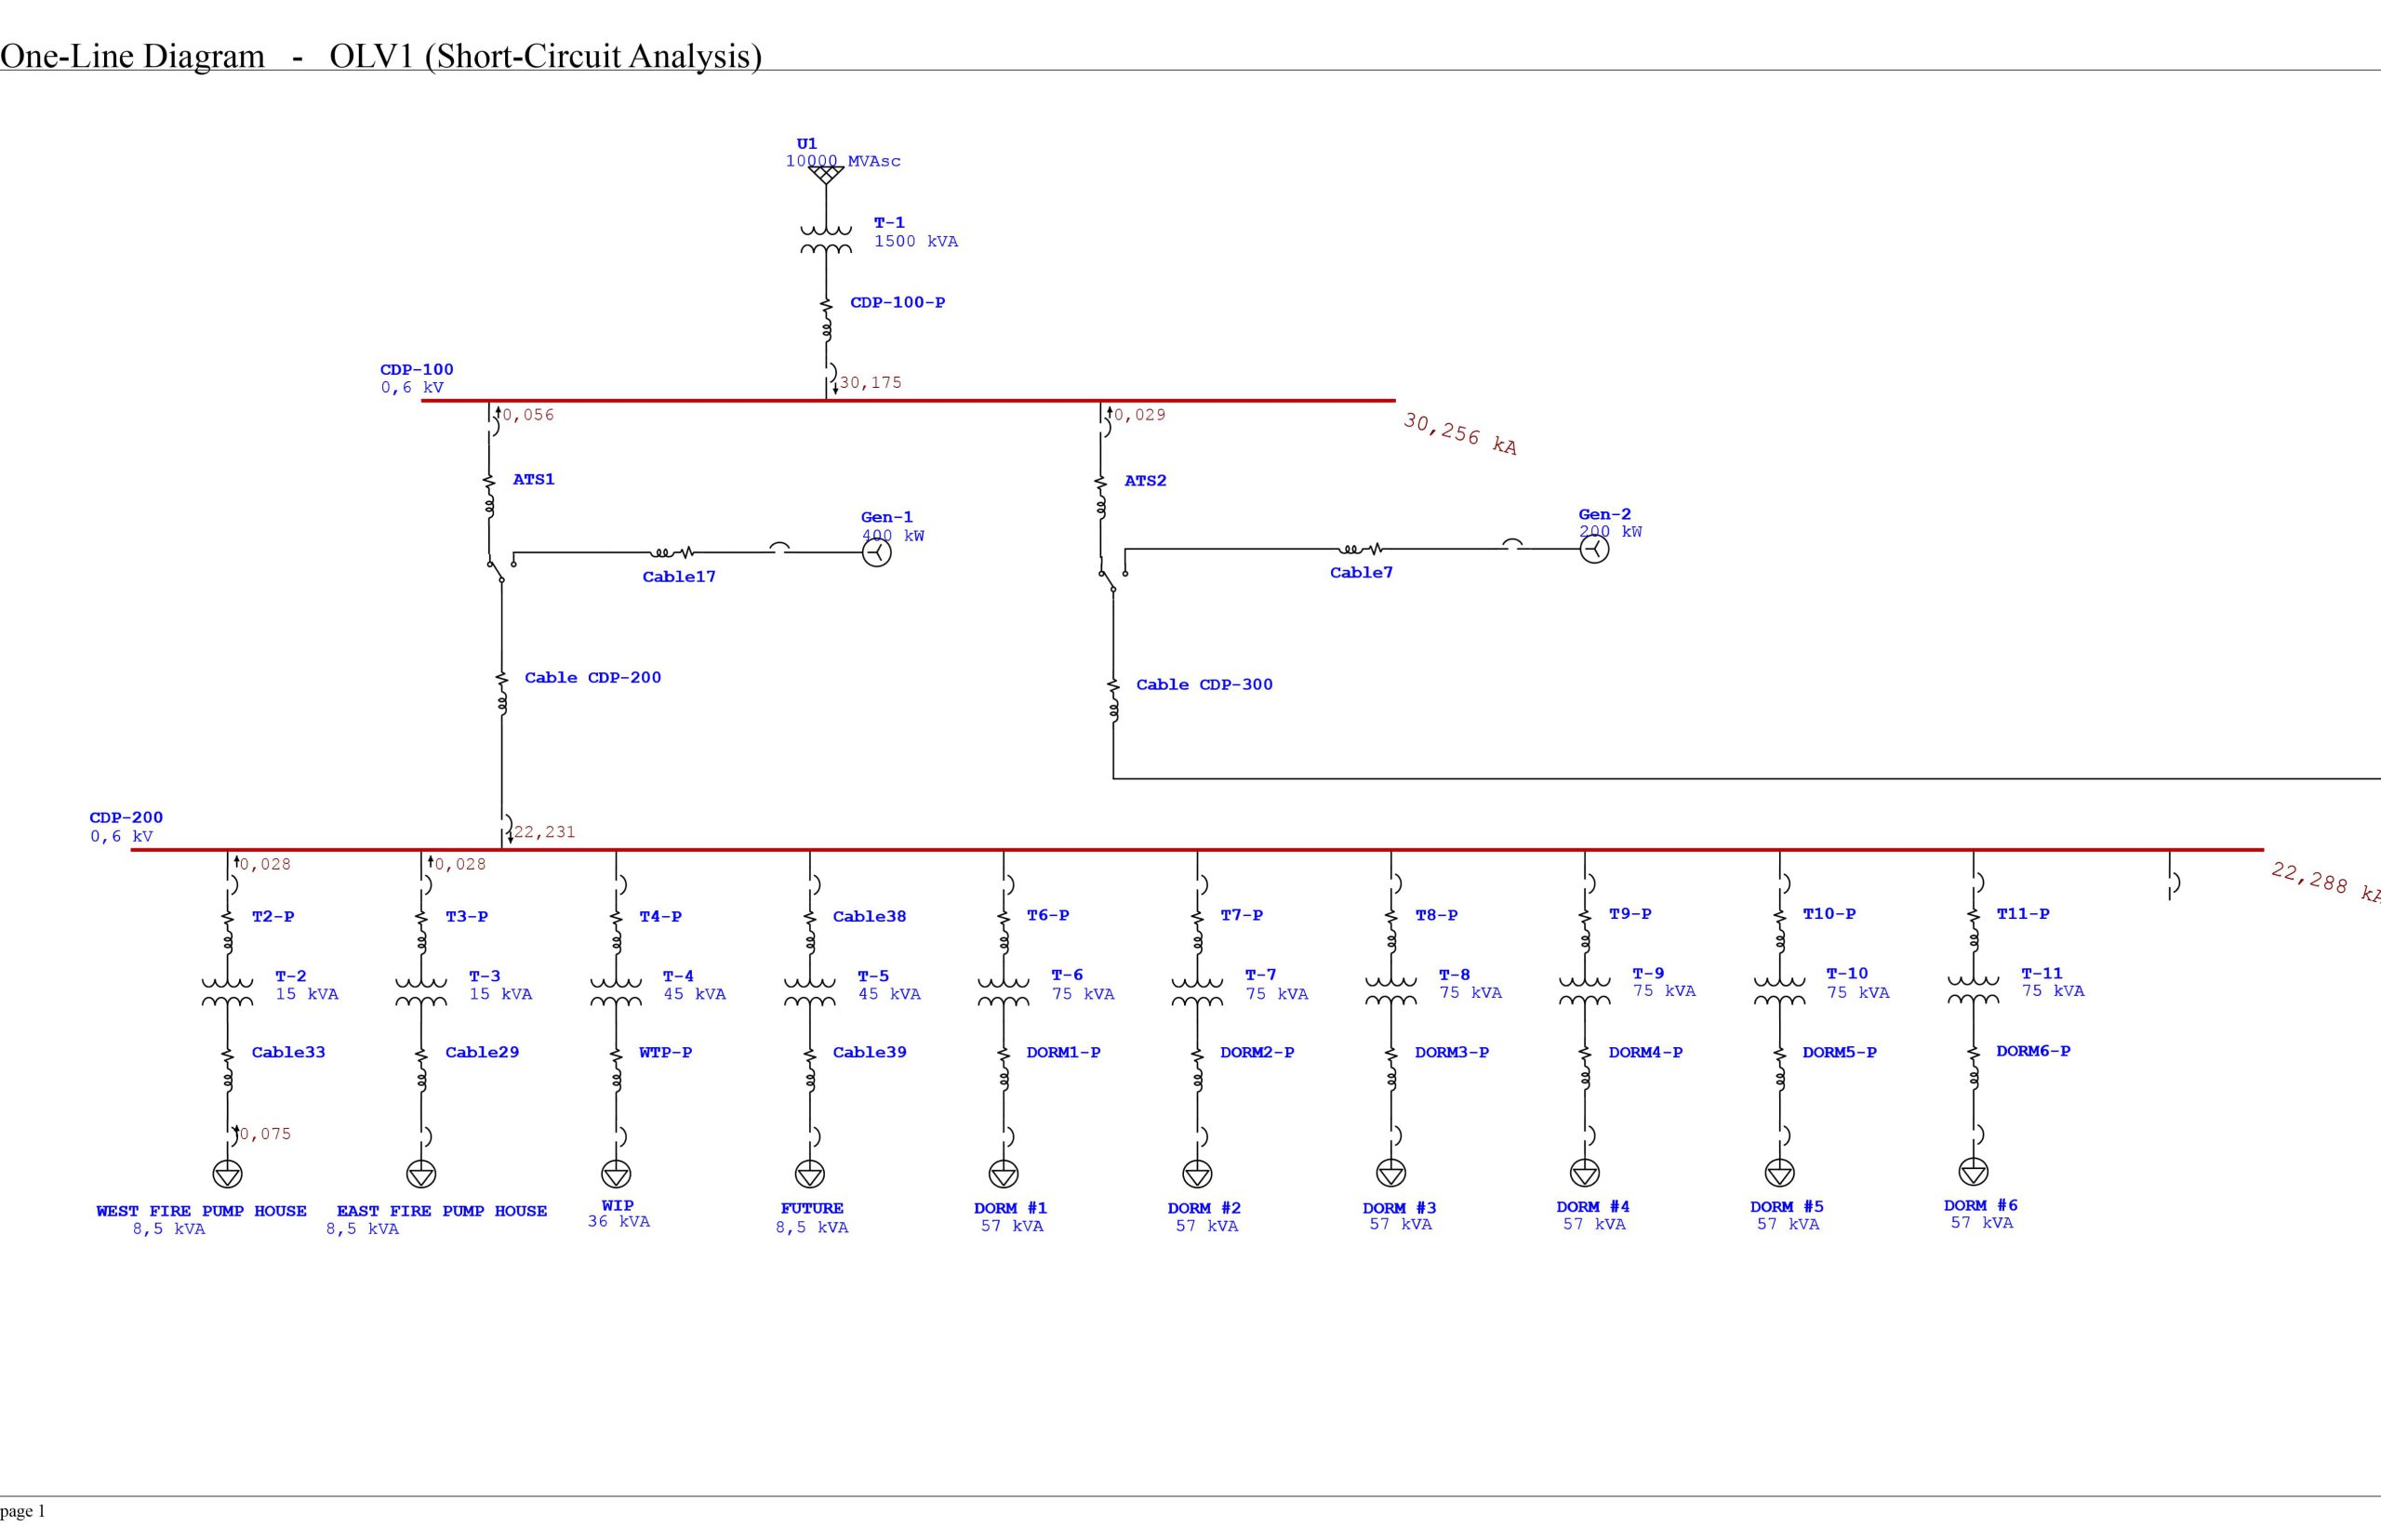 One-Line Diagram - OLV1 (Short-Circuit Analysis)
U1
10000 MVAsc
T-1
1500 kVA
CDP-100-P
CDP-100
0,6 kV
30,175
0,056
0,029
30,256 kA
ATS1
ATS2
Gen-1
400 kW
Gen-2
200 kW
Cable17
Cable7
Cable CDP-200
Cable CDP-300
CDP-200
0,6 kV
22,231
0,028
0,028
22,288 kA
T2-P
T3-P
T4-P
Cable38
T6-P
T7-P
T8-P
T9-P
T10-P
T11-P
T-2
15 kVA
T-3
15 kVA
T-4
45 kVA
T-5
45 kVA
T-6
75 kVA
T-7
75 kVA
T-8
75 kVA
T-9
75 kVA
T-10
75 kVA
T-11
75 kVA
Cable33
Cable29
WTP-P
Cable39
DORM1-P
DORM2-P
DORM3-P
DORM4-P
DORM5-P
DORM6-P
0,075
WEST FIRE PUMP HOUSE
8,5 kVA
EAST FIRE PUMP HOUSE
8,5 kVA
WIP
36 kVA
FUTURE
8,5 kVA
DORM #1
57 kVA
DORM #2
57 kVA
DORM #3
57 kVA
DORM #4
57 kVA
DORM #5
57 kVA
DORM #6
57 kVA
page 1